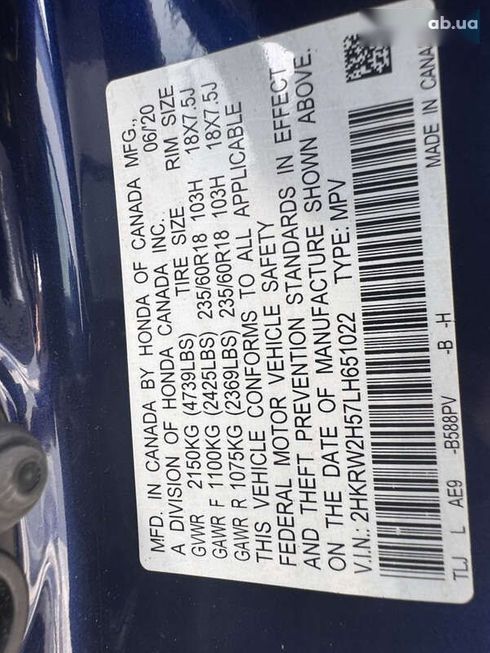 ab.ua
MFD. IN CANADA BY HONDA OF CANADA MFG.,
A DIVISION OF HONDA CANADA INC. 06/'20
GVWR 2150KG (4739LBS) TIRE SIZE RIM SIZE
GAWR F 1100KG (2425LBS) 235/60R18 103H 18X7.5J
GAWR R 1075KG (2369LBS) 235/60R18 103H 18X7.5J
THIS VEHICLE CONFORMS TO ALL APPLICABLE
FEDERAL MOTOR VEHICLE SAFETY
AND THEFT PREVENTION STANDARDS IN EFFECT
ON THE DATE OF MANUFACTURE SHOWN ABOVE.
V.I.N.: 2HKRW2H57LH651022 TYPE: MPV
TLJ L AE9 -B588PV -B -H MADE IN CANA